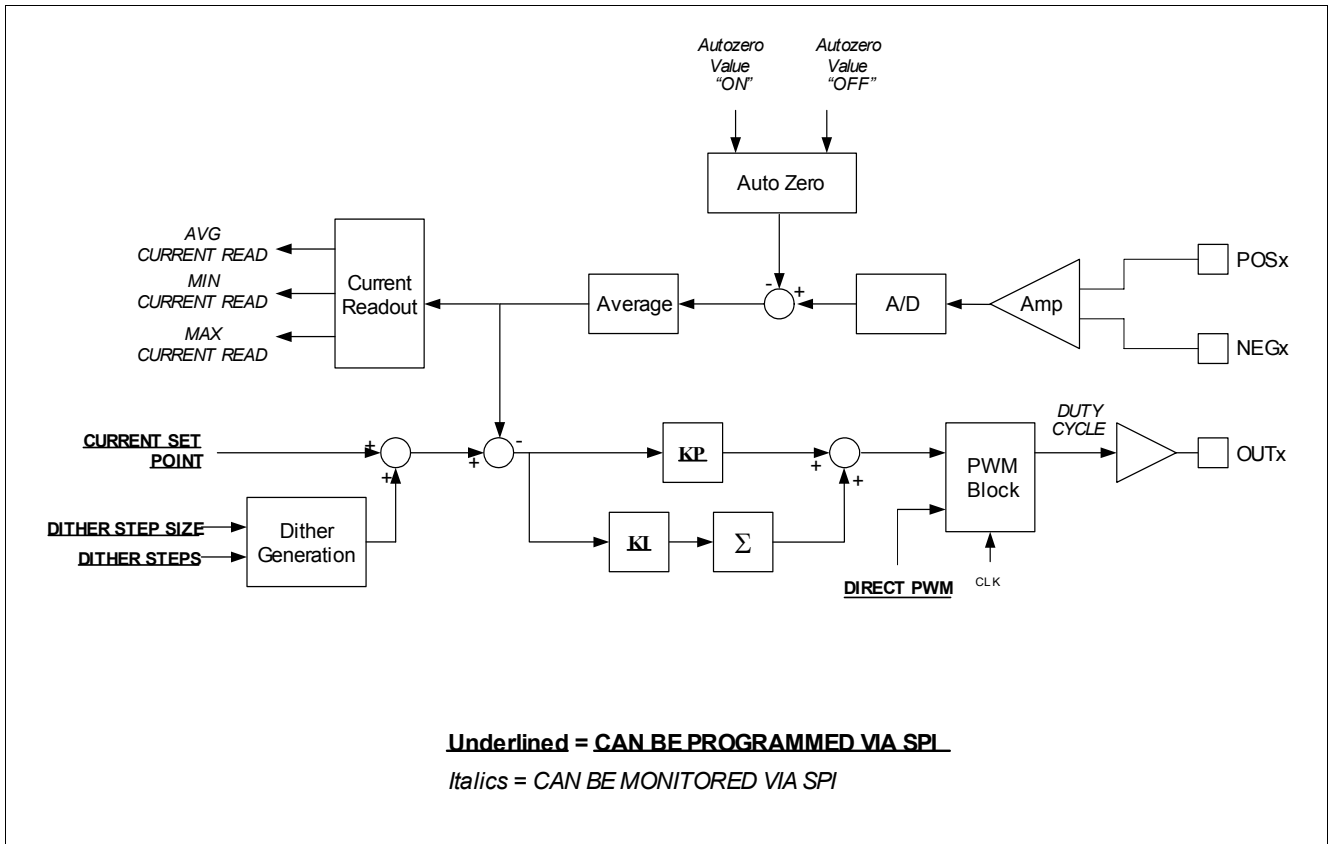 Autozero
Value
"ON"
Autozero
Value
"OFF"
Auto Zero
AVG
CURRENT READ
MIN
CURRENT READ
MAX
CURRENT READ
Current
Readout
Average
-
+
A/D
Amp
POSx
NEGx
CURRENT SET
POINT
+
+
+
-
KP
+
+
DUTY
CYCLE
PWM
Block
OUTx
DITHER STEP SIZE
DITHER STEPS
Dither
Generation
KI
Σ
DIRECT PWM
CLK
Underlined = CAN BE PROGRAMMED VIA SPI
Italics = CAN BE MONITORED VIA SPI